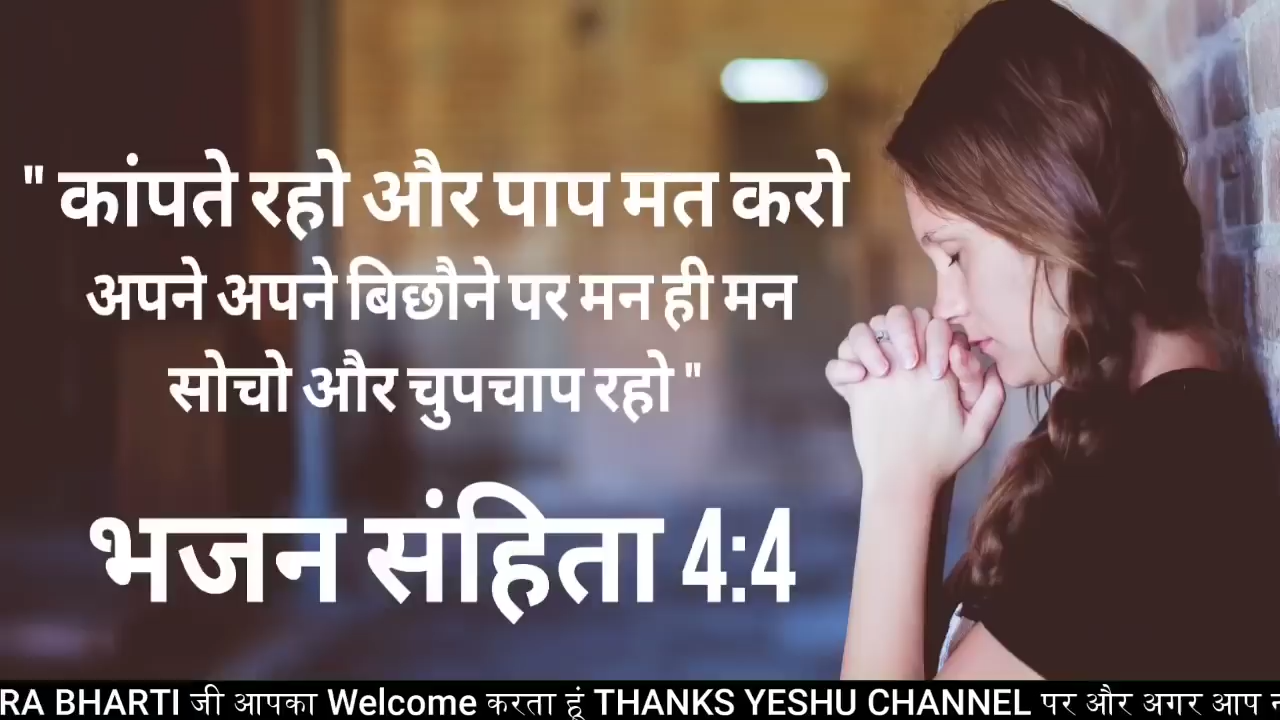 " कांपते रहो और पाप मत करो
अपने अपने बिछौने पर मन ही मन
सोचो और चुपचाप रहो "
भजन संहिता 4:4
RA BHARTI जी आपका Welcome करता हूं THANKS YESHU CHANNEL पर और अगर आप